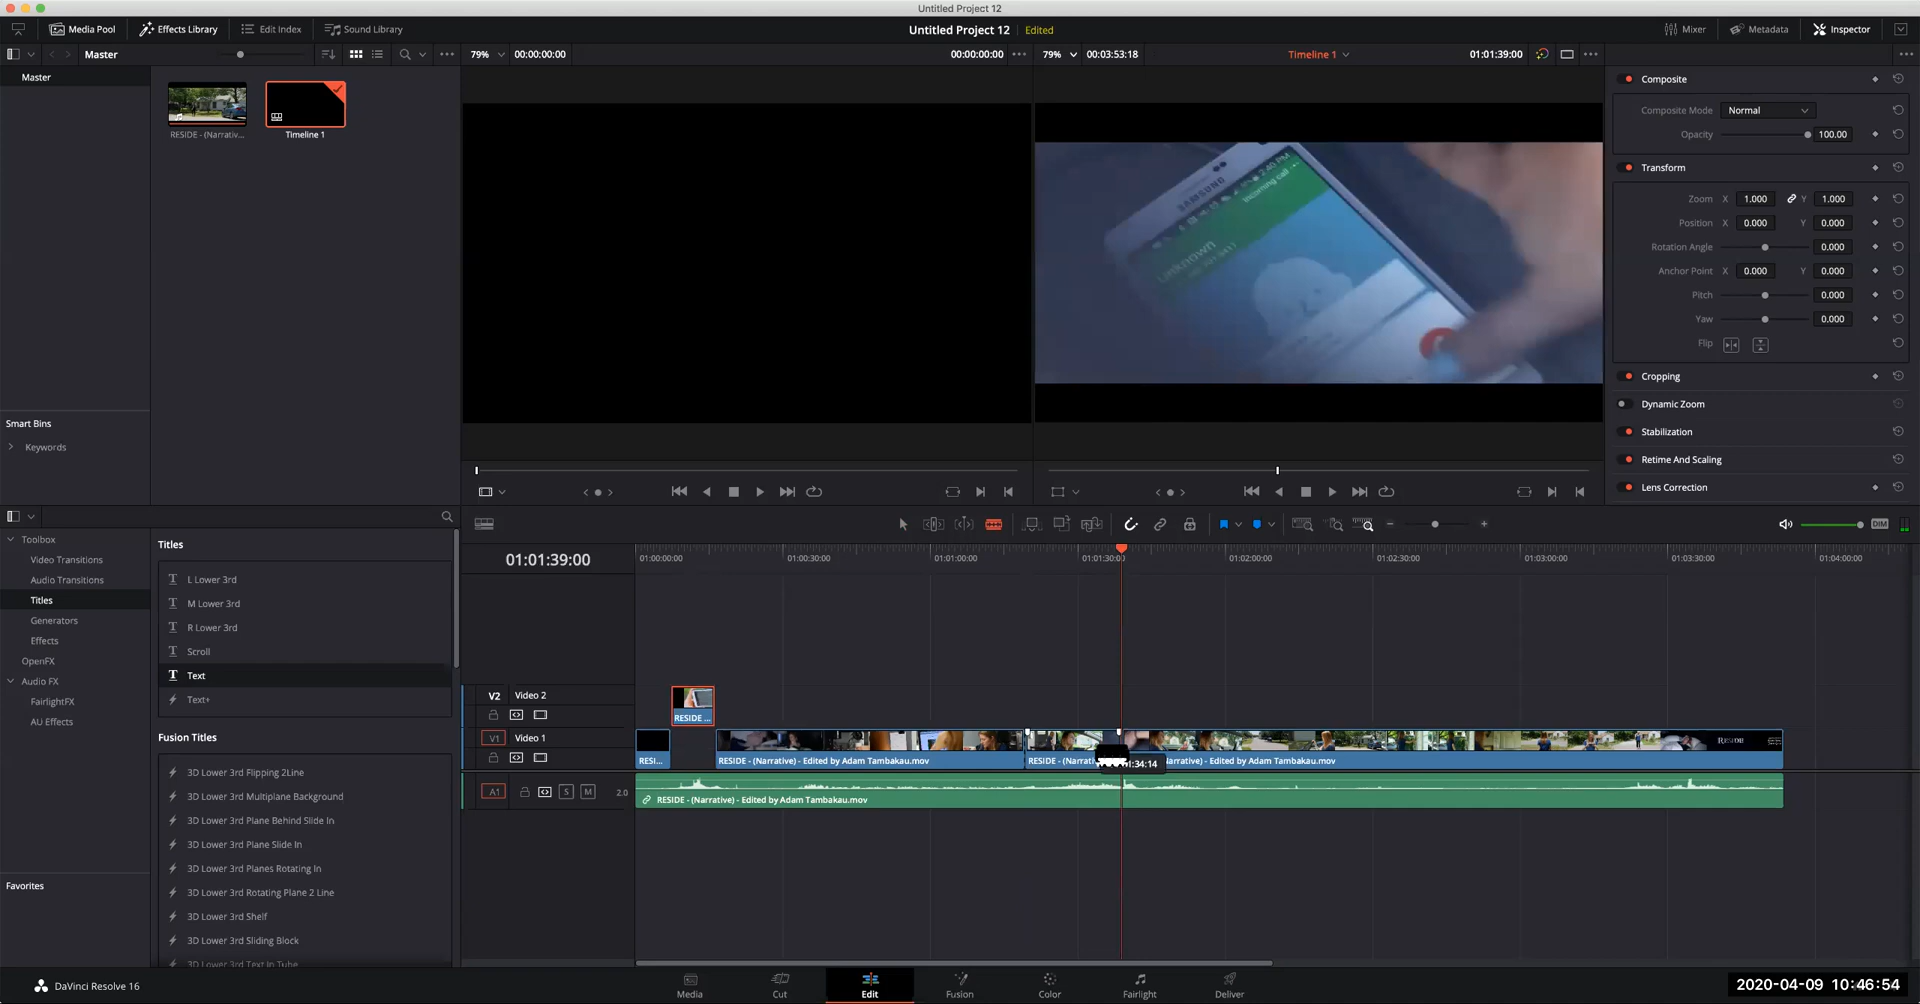 Untitled Project 12
Media Pool Effects Library Edit Index Sound Library
Untitled Project 12 Edited
Mixer Metadata Inspector
Master
79% 00:00:00:00 00:00:00:00
79% 00:03:53:18 Timeline 1 01:01:39:00
Master
RESIDE - (Narrativ...
Timeline 1
SAMSUNG
2:40 PM
Incoming call
Unknown
Composite
Composite Mode Normal
Opacity 100.00
Transform
Zoom X 1.000 Y 1.000
Position X 0.000 Y 0.000
Rotation Angle 0.000
Anchor Point X 0.000 Y 0.000
Pitch 0.000
Yaw 0.000
Flip
Cropping
Dynamic Zoom
Stabilization
Retime And Scaling
Lens Correction
Smart Bins
Keywords
Toolbox
Video Transitions
Audio Transitions
Titles
Generators
Effects
OpenFX
Audio FX
FairlightFX
AU Effects
Favorites
Titles
L Lower 3rd
M Lower 3rd
R Lower 3rd
Scroll
Text
Text+
Fusion Titles
3D Lower 3rd Flipping 2Line
3D Lower 3rd Multiplane Background
3D Lower 3rd Plane Behind Slide In
3D Lower 3rd Plane Slide In
3D Lower 3rd Planes Rotating In
3D Lower 3rd Rotating Plane 2 Line
3D Lower 3rd Shelf
3D Lower 3rd Sliding Block
3D Lower 3rd Text In Tube
DIM
01:01:39:00
01:00:00:00 01:00:30:00 01:01:00:00 01:01:30:00 01:02:00:00 01:02:30:00 01:03:00:00 01:03:30:00 01:04:00:00
V2 Video 2
RESIDE ...
V1 Video 1
RESIDE
RESI... RESIDE - (Narrative) - Edited by Adam Tambakau.mov RESIDE - (Narrat 1:34:14 arrative) - Edited by Adam Tambakau.mov
A1 S M 2.0
RESIDE - (Narrative) - Edited by Adam Tambakau.mov
DaVinci Resolve 16
Media Cut Edit Fusion Color Fairlight Deliver
2020-04-09 10:46:54